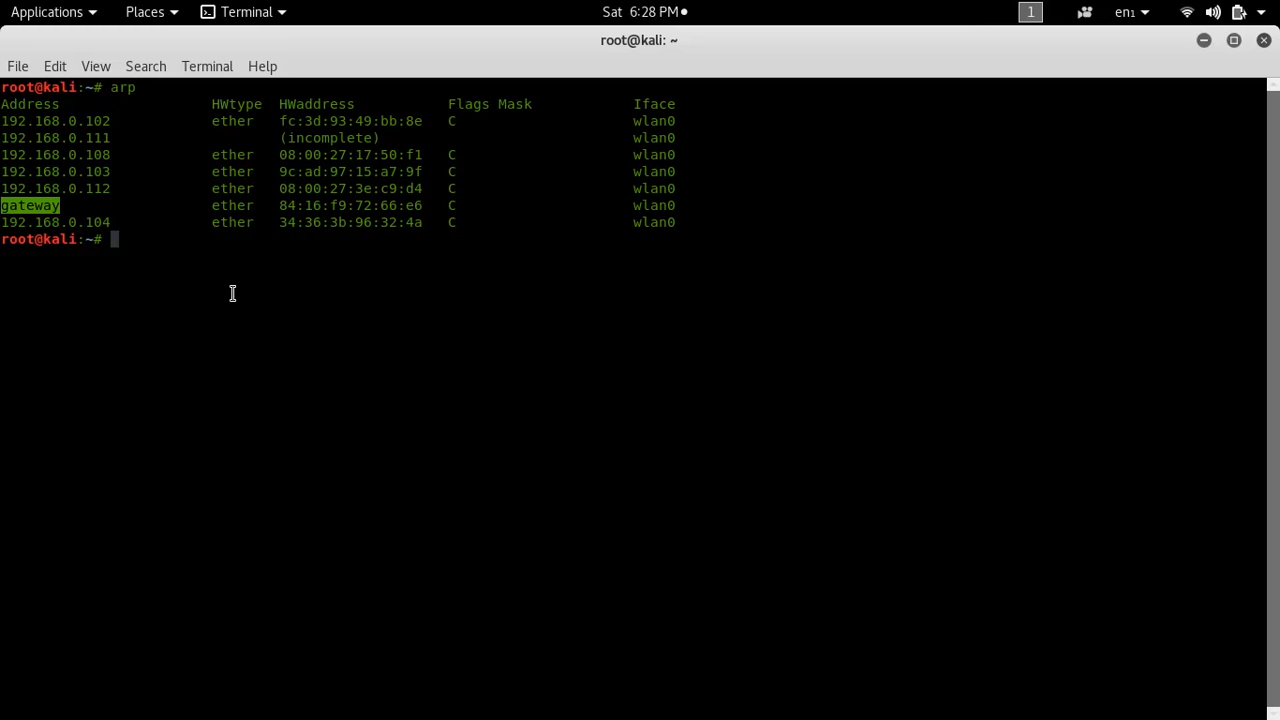 Applications Places Terminal Sat 6:28 PM 1 en₁
root@kali: ~
File Edit View Search Terminal Help
root@kali:~# arp
Address HWtype HWaddress Flags Mask Iface
192.168.0.102 ether fc:3d:93:49:bb:8e C wlan0
192.168.0.111 (incomplete) wlan0
192.168.0.108 ether 08:00:27:17:50:f1 C wlan0
192.168.0.103 ether 9c:ad:97:15:a7:9f C wlan0
192.168.0.112 ether 08:00:27:3e:c9:d4 C wlan0
gateway ether 84:16:f9:72:66:e6 C wlan0
192.168.0.104 ether 34:36:3b:96:32:4a C wlan0
root@kali:~#